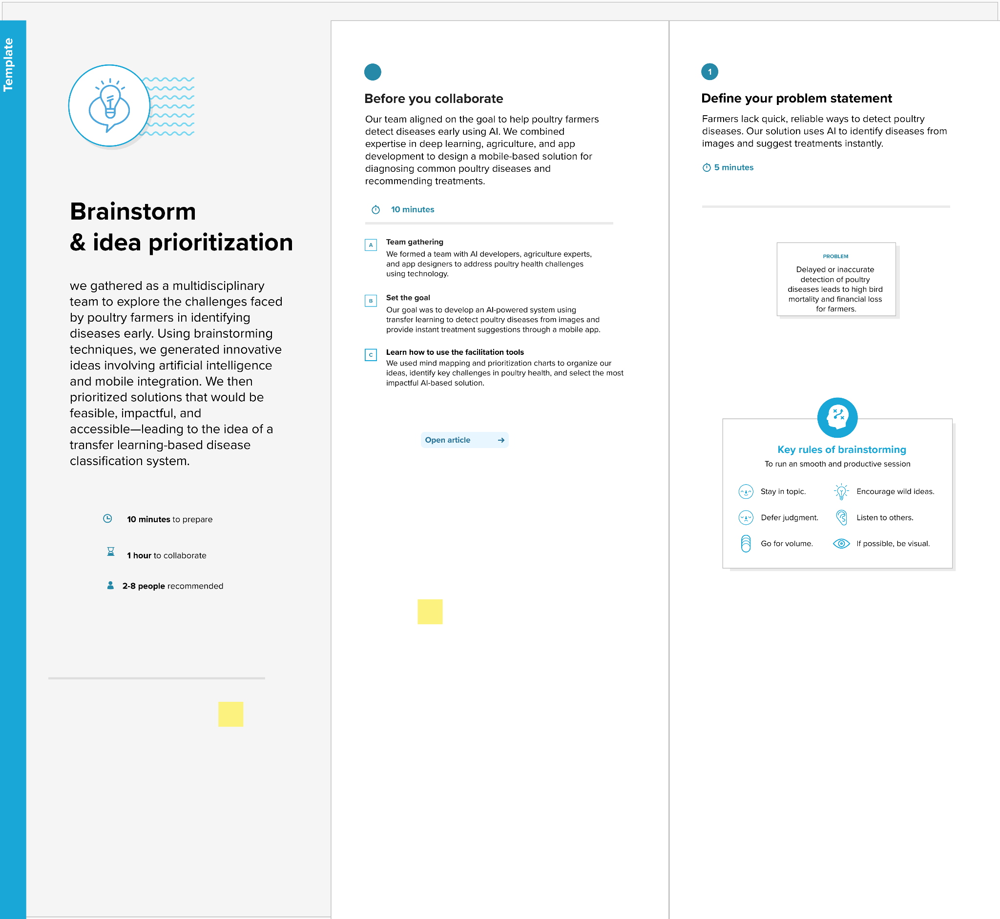 Template
Brainstorm
& idea prioritization
we gathered as a multidisciplinary
team to explore the challenges faced
by poultry farmers in identifying
diseases early. Using brainstorming
techniques, we generated innovative
ideas involving artificial intelligence
and mobile integration. We then
prioritized solutions that would be
feasible, impactful, and
accessible—leading to the idea of a
transfer learning-based disease
classification system.
10 minutes to prepare
1 hour to collaborate
2-8 people recommended
Before you collaborate
Our team aligned on the goal to help poultry farmers
detect diseases early using AI. We combined
expertise in deep learning, agriculture, and app
development to design a mobile-based solution for
diagnosing common poultry diseases and
recommending treatments.
10 minutes
A
Team gathering
We formed a team with AI developers, agriculture experts,
and app designers to address poultry health challenges
using technology.
B
Set the goal
Our goal was to develop an AI-powered system using
transfer learning to detect poultry diseases from images and
provide instant treatment suggestions through a mobile app.
C
Learn how to use the facilitation tools
We used mind mapping and prioritization charts to organize our
ideas, identify key challenges in poultry health, and select the most
impactful AI-based solution.
Open article
1
Define your problem statement
Farmers lack quick, reliable ways to detect poultry
diseases. Our solution uses AI to identify diseases from
images and suggest treatments instantly.
5 minutes
PROBLEM
Delayed or inaccurate
detection of poultry
diseases leads to high bird
mortality and financial loss
for farmers.
Key rules of brainstorming
To run an smooth and productive session
Stay in topic.
Encourage wild ideas.
Defer judgment.
Listen to others.
Go for volume.
If possible, be visual.